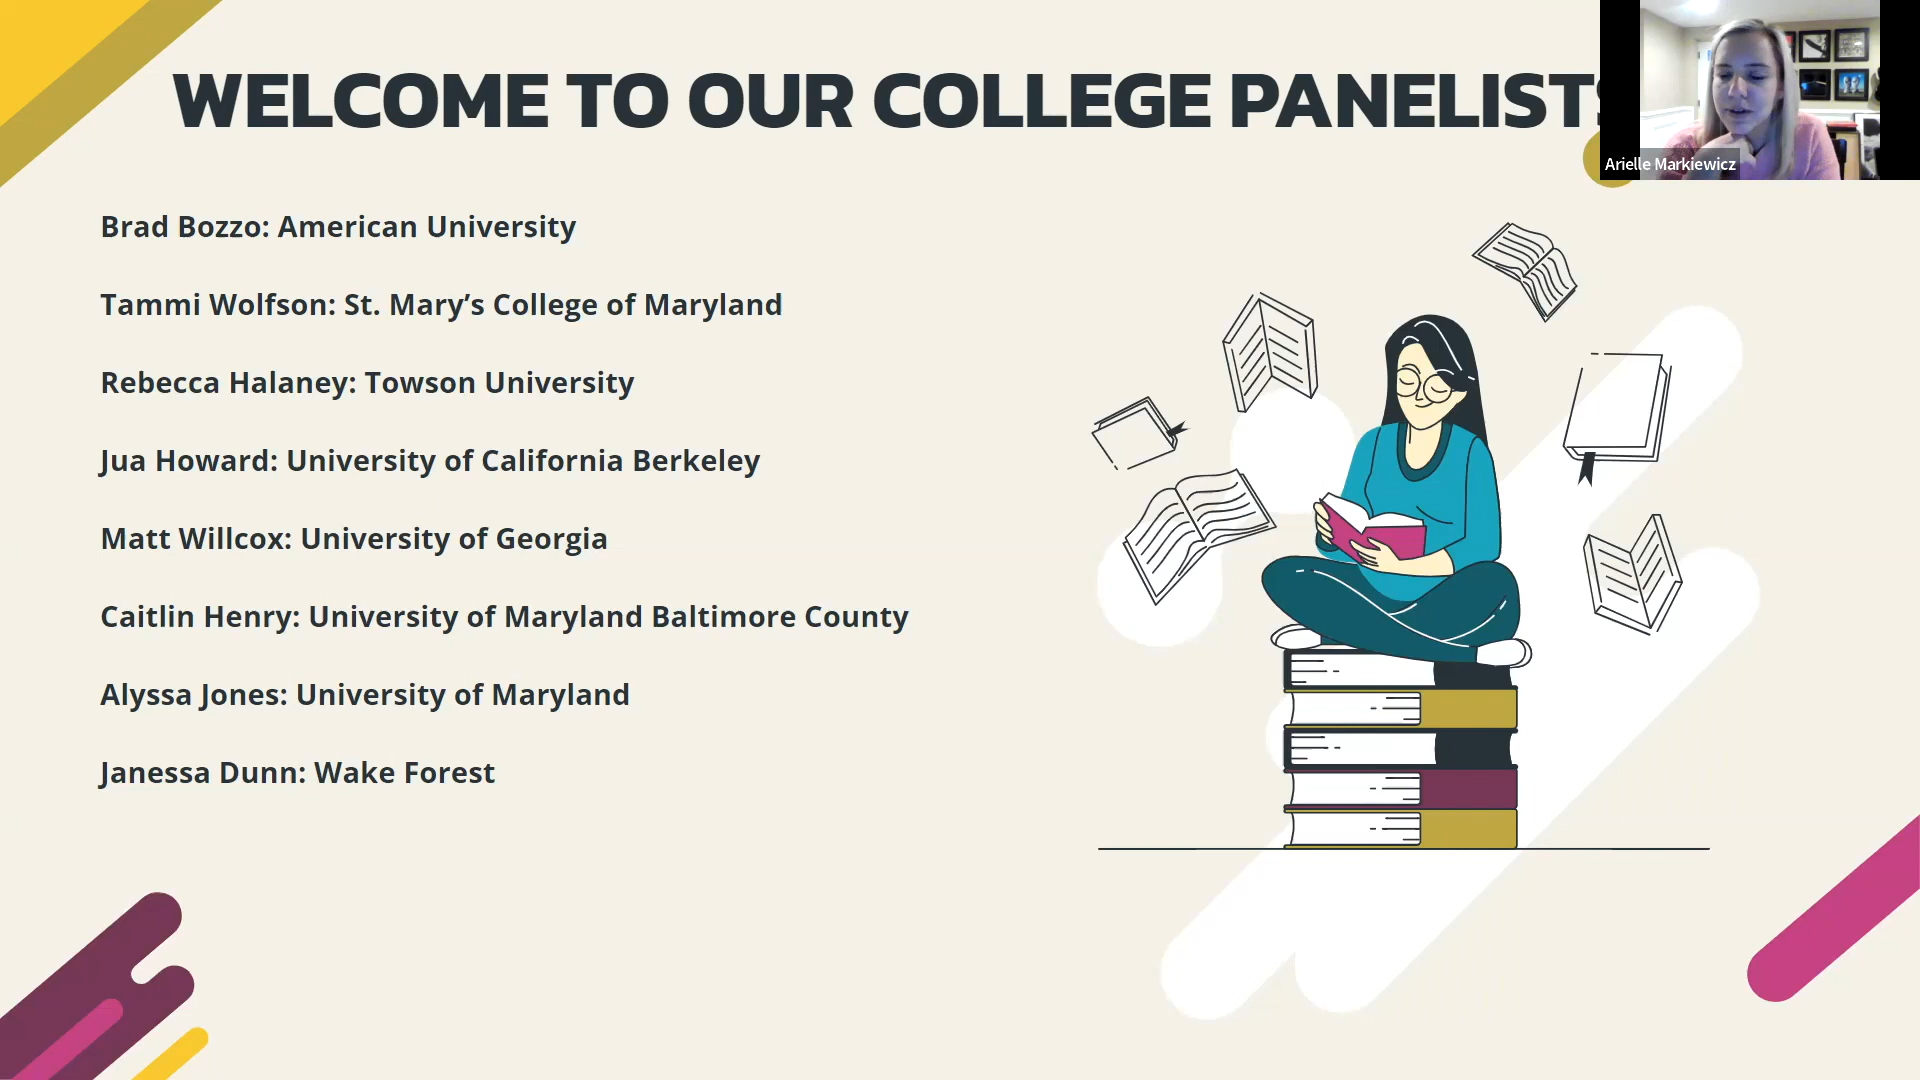 WELCOME TO OUR COLLEGE PANELISTS
Arielle Markiewicz
Brad Bozzo: American University
Tammi Wolfson: St. Mary’s College of Maryland
Rebecca Halaney: Towson University
Jua Howard: University of California Berkeley
Matt Willcox: University of Georgia
Caitlin Henry: University of Maryland Baltimore County
Alyssa Jones: University of Maryland
Janessa Dunn: Wake Forest